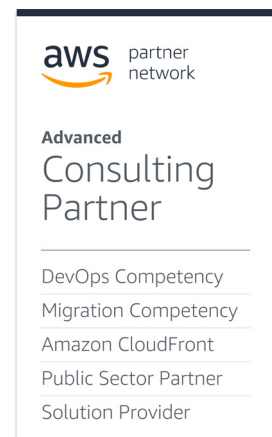 aws partner
network
Advanced
Consulting
Partner
DevOps Competency
Migration Competency
Amazon CloudFront
Public Sector Partner
Solution Provider